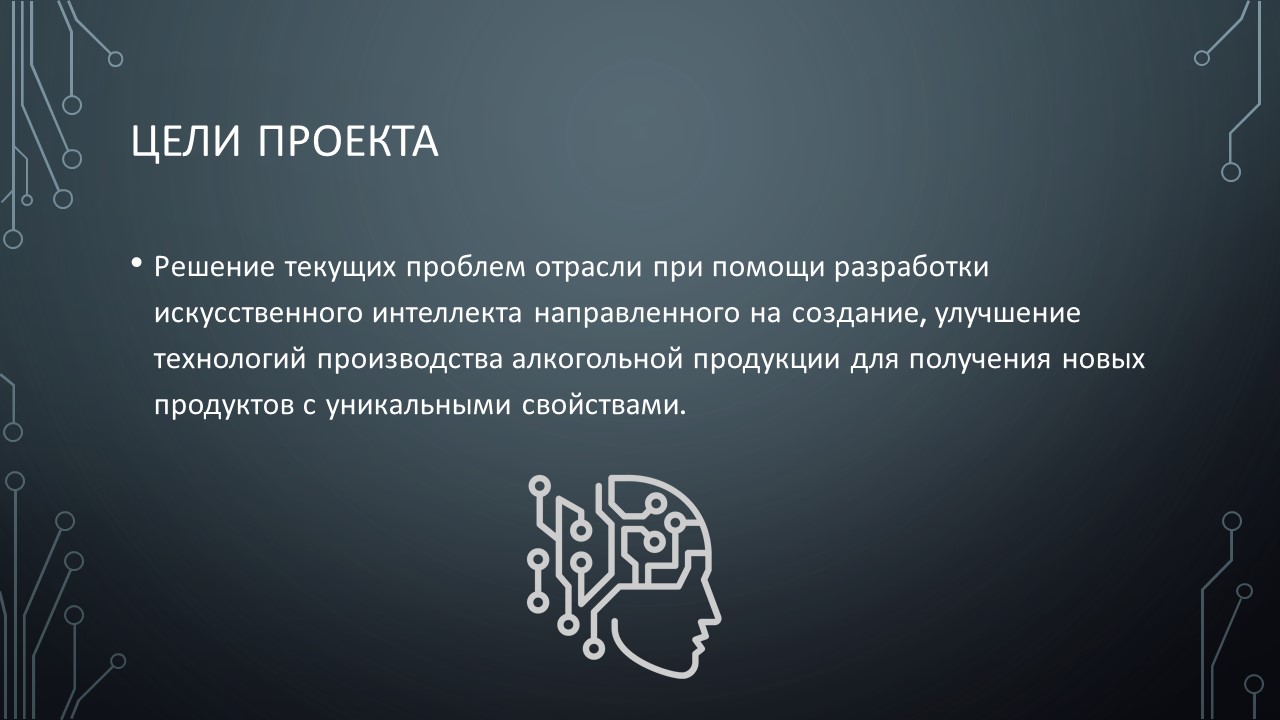 ЦЕЛИ ПРОЕКТА
• Решение текущих проблем отрасли при помощи разработки
искусственного интеллекта направленного на создание, улучшение
технологий производства алкогольной продукции для получения новых
продуктов с уникальными свойствами.